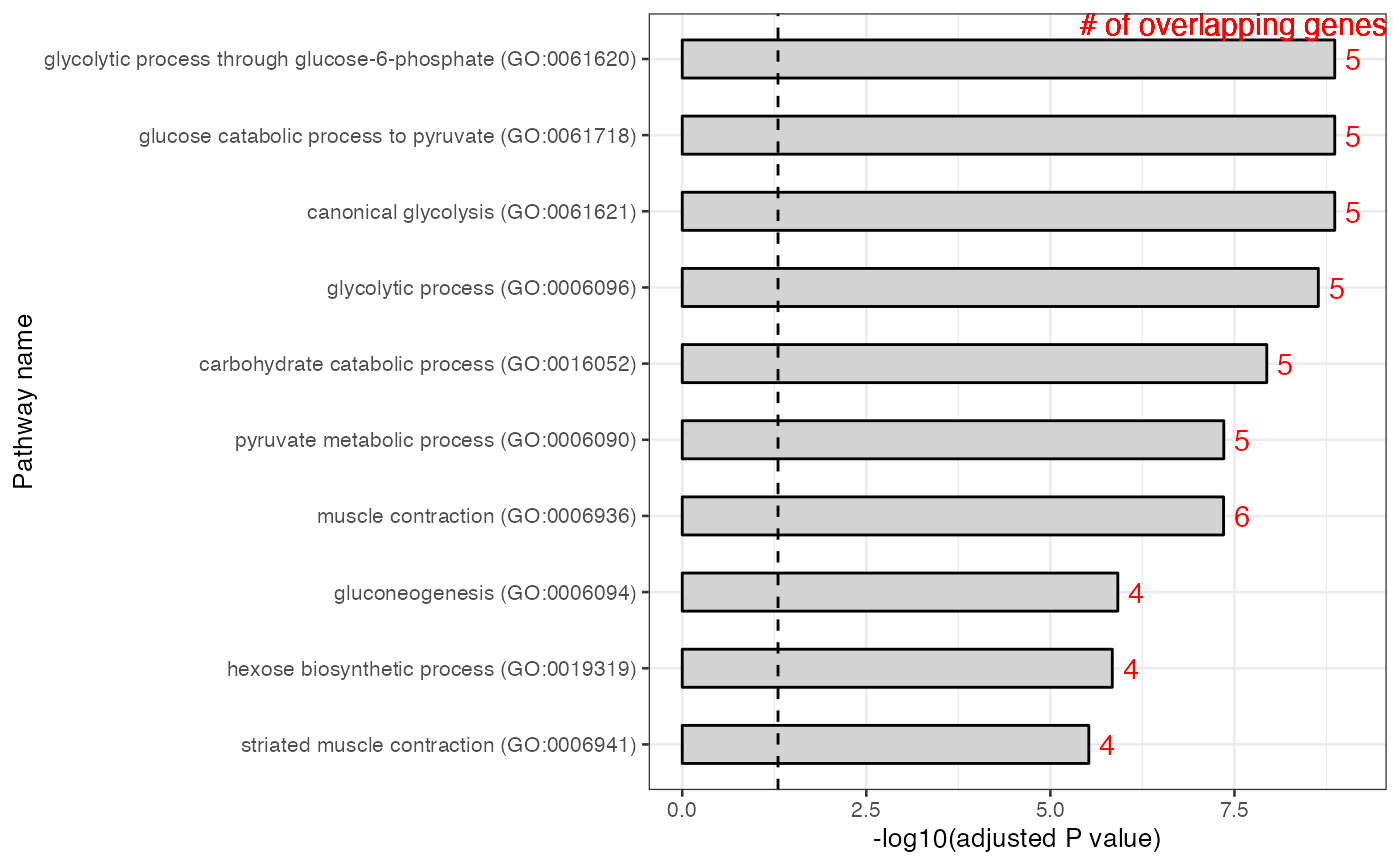 # of overlapping genes
glycolytic process through glucose-6-phosphate (GO:0061620) 5
glucose catabolic process to pyruvate (GO:0061718) 5
canonical glycolysis (GO:0061621) 5
glycolytic process (GO:0006096) 5
carbohydrate catabolic process (GO:0016052) 5
pyruvate metabolic process (GO:0006090) 5
muscle contraction (GO:0006936) 6
gluconeogenesis (GO:0006094) 4
hexose biosynthetic process (GO:0019319) 4
striated muscle contraction (GO:0006941) 4
Pathway name
0.0 2.5 5.0 7.5
-log10(adjusted P value)